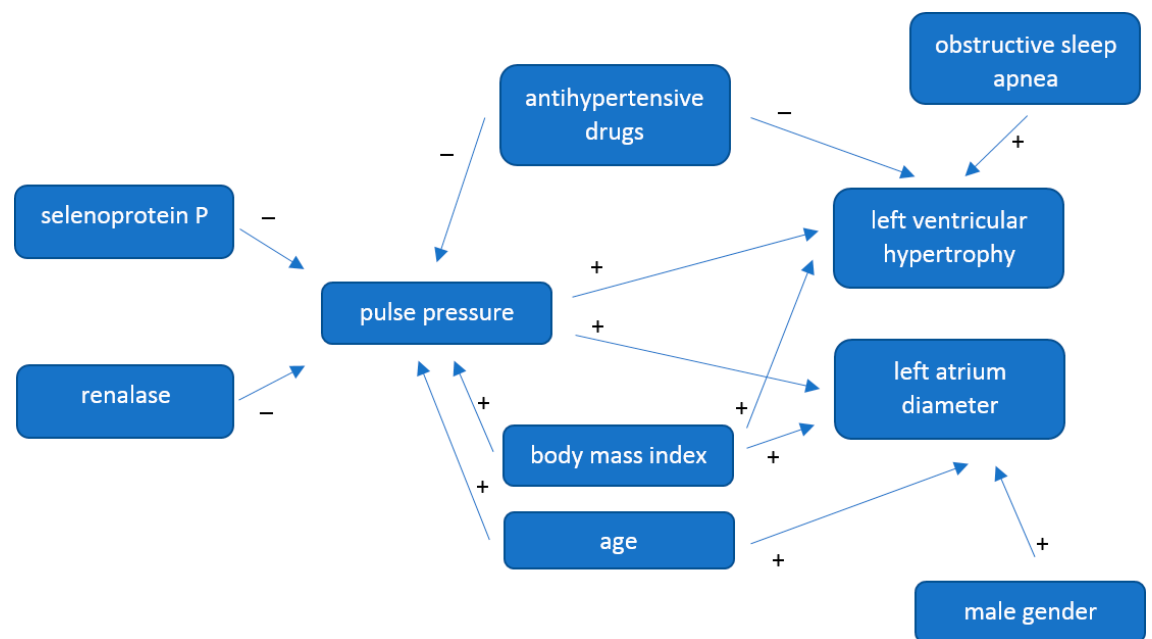 obstructive sleep
apnea
antihypertensive
drugs
–
–
+
selenoprotein P
–
left ventricular
hypertrophy
+
pulse pressure
+
renalase
–
left atrium
diameter
+
+
body mass index
+
+
age
+
+
male gender